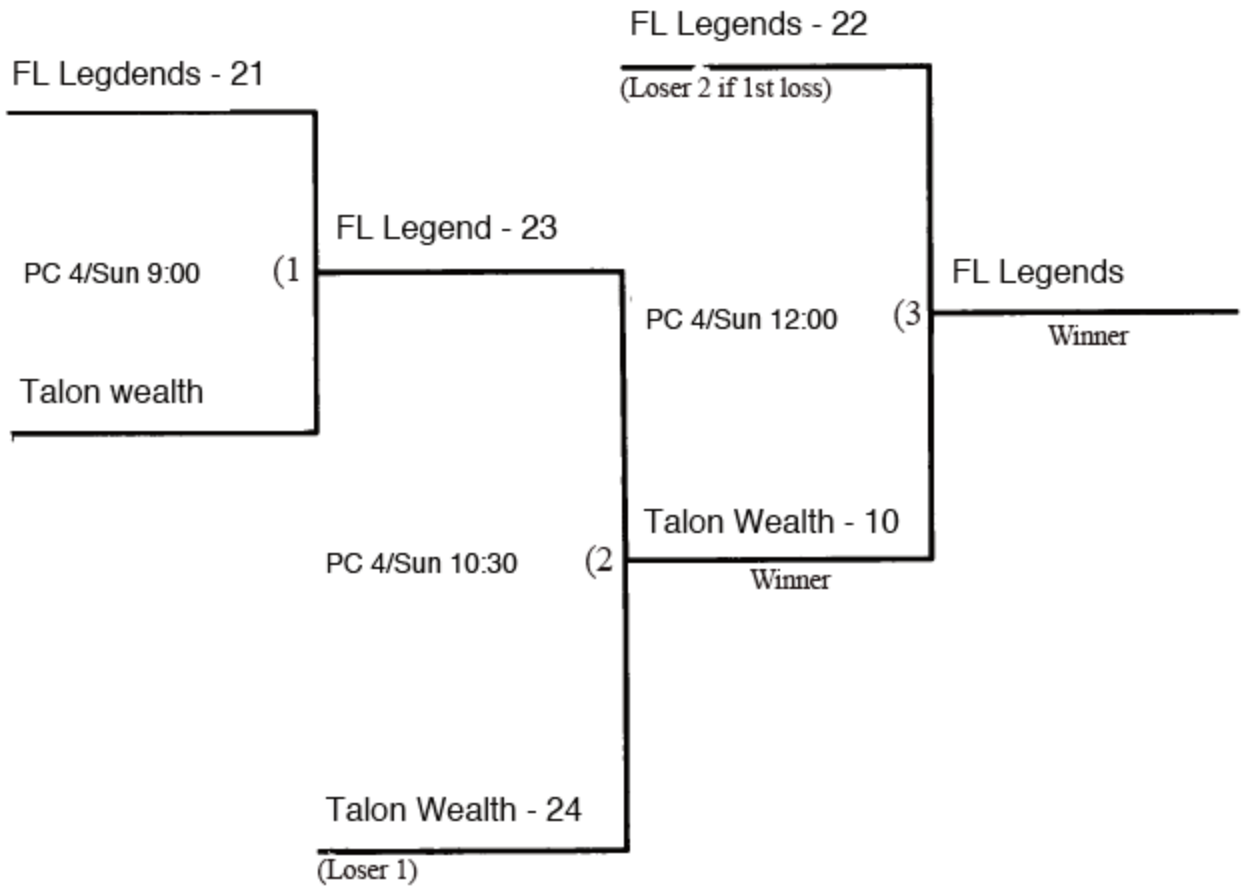 FL Legends - 22
(Loser 2 if 1st loss)
FL Legdends - 21
FL Legend - 23
PC 4/Sun 9:00
(1
FL Legends
Winner
PC 4/Sun 12:00
(3
Talon wealth
Talon Wealth - 10
Winner
PC 4/Sun 10:30
(2
Talon Wealth - 24
(Loser 1)